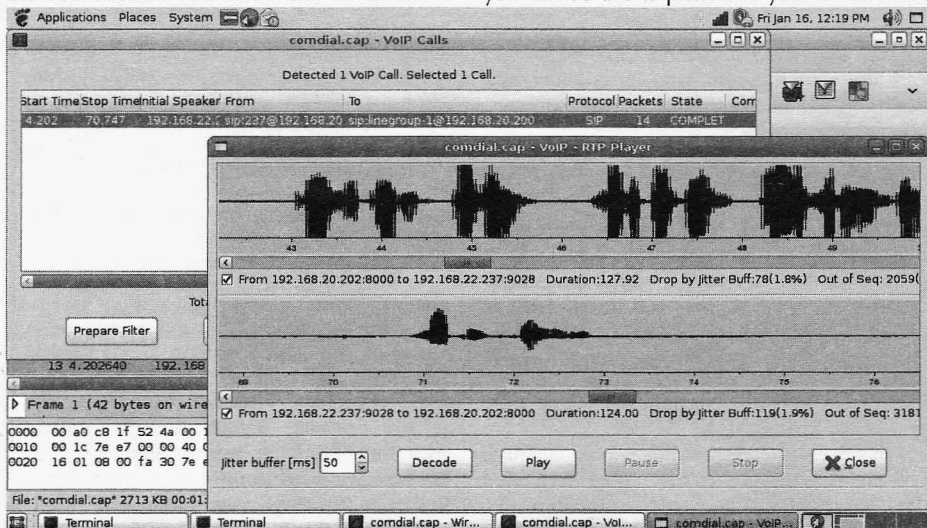 Applications Places System Fri Jan 16, 12:19 PM
comdial.cap - VoIP Calls
Detected 1 VoIP Call. Selected 1 Call.
Start Time Stop Time Initial Speaker From To Protocol Packets State Com
4.202 70.747 192.168.22.2 sip:237@192.168.20 sip:linegroup-1@192.168.20.200 SIP 14 COMPLET
comdial.cap - VoIP - RTP Player
43 44 45 46 47 48 49
From 192.168.20.202:8000 to 192.168.22.237:9028 Duration:127.92 Drop by Jitter Buff:78(1.8%) Out of Seq: 2059(
Tota
Prepare Filter
69 70 71 72 73 74 75 76
13 4.202640 192.168
From 192.168.22.237:9028 to 192.168.20.202:8000 Duration:124.00 Drop by Jitter Buff:119(1.9%) Out of Seq: 3181
Frame 1 (42 bytes on wire
0000 00 a0 c8 1f 52 4a 00 1
0010 00 1c 7e e7 00 00 40 0
0020 16 01 08 00 fa 30 7e e
Jitter buffer [ms] 50 Decode Play Pause Stop Close
File: "comdial.cap" 2713 KB 00:01:
Terminal Terminal comdial.cap - Wir... comdial.cap - VoI... comdial.cap - VoIP...